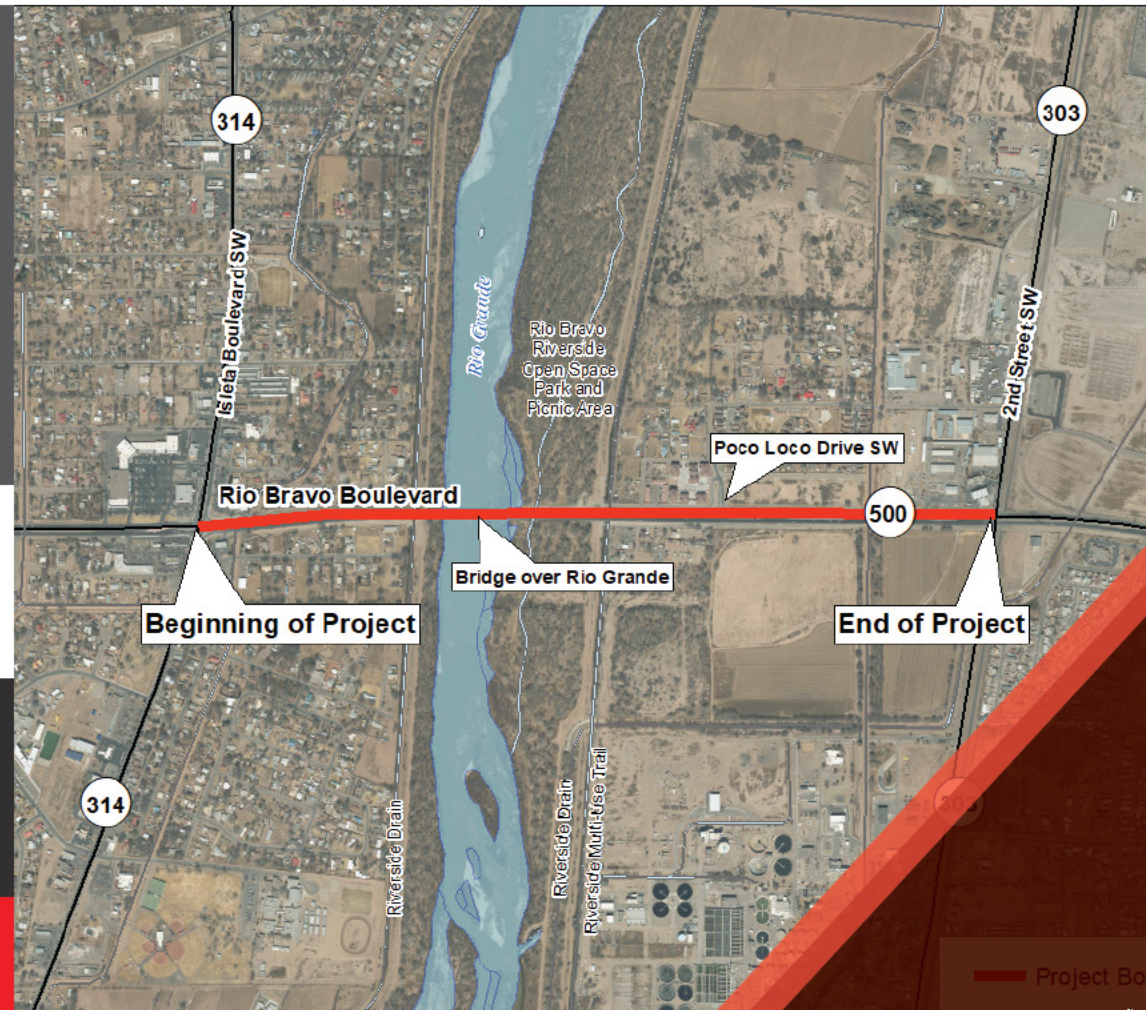 314
303
Isleta Boulevard SW
Rio Grande
Rio Bravo
Riverside
Open Space
Park and
Picnic Area
2nd Street SW
Poco Loco Drive SW
Rio Bravo Boulevard
500
Bridge over Rio Grande
Beginning of Project
End of Project
314
303
Riverside Drain
Riverside Drain
Riverside Multi-Use Trail
Project Bo